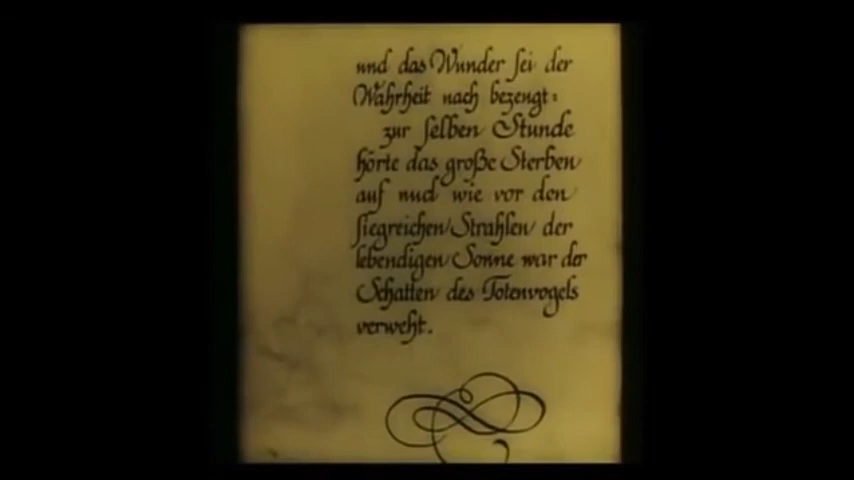 und das Wunder sei der
Wahrheit nach bezeugt:
zur selben Stunde
hörte das große Sterben
auf und wie vor den
siegreichen Strahlen der
lebendigen Sonne war der
Schatten des Totenvogels
verweht.